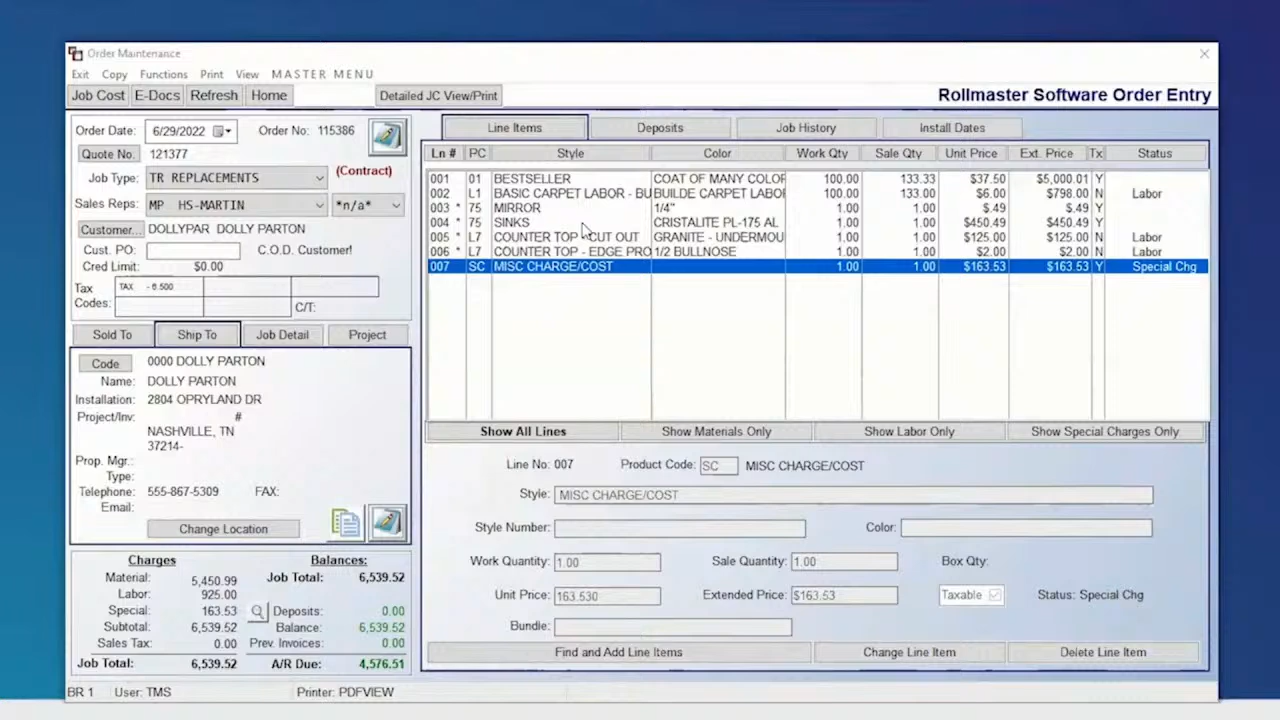 Order Maintenance
Exit Copy Functions Print View MASTER MENU
Job Cost E-Docs Refresh Home Detailed JC View/Print Rollmaster Software Order Entry
Order Date: 6/29/2022 Order No: 115386
Quote No. 121377
Job Type: TR REPLACEMENTS (Contract)
Sales Reps: MP HS-MARTIN *n/a*
Customer... DOLLYPAR DOLLY PARTON
Cust. PO: C.O.D. Customer!
Cred Limit: $0.00
Tax Codes: TAX - 6.500
C/T:
Sold To Ship To Job Detail Project
Code 0000 DOLLY PARTON
Name: DOLLY PARTON
Installation: 2804 OPRYLAND DR
Project/Inv: #
NASHVILLE, TN
37214-
Prop. Mgr.:
Type:
Telephone: 555-867-5309 FAX:
Email:
Change Location
Charges Balances:
Material: 5,450.99 Job Total: 6,539.52
Labor: 925.00
Special: 163.53 Deposits: 0.00
Subtotal: 6,539.52 Balance: 6,539.52
Sales Tax: 0.00 Prev. Invoices: 0.00
Job Total: 6,539.52 A/R Due: 4,576.51
Line Items Deposits Job History Install Dates
Ln # PC Style Color Work Qty Sale Qty Unit Price Ext. Price Tx Status
001 01 BESTSELLER COAT OF MANY COLOR 100.00 133.33 $37.50 $5,000.01 Y
002 L1 BASIC CARPET LABOR - BU BUILDE CARPET LABO 100.00 133.00 $6.00 $798.00 N Labor
003 * 75 MIRROR 1/4" 1.00 1.00 $.49 $.49 Y
004 * 75 SINKS CRISTALITE PL-175 AL 1.00 1.00 $450.49 $450.49 Y
005 * L7 COUNTER TOP - CUT OUT GRANITE - UNDERMOU 1.00 1.00 $125.00 $125.00 N Labor
006 * L7 COUNTER TOP - EDGE PRO 1/2 BULLNOSE 1.00 1.00 $2.00 $2.00 N Labor
007 SC MISC CHARGE/COST 1.00 1.00 $163.53 $163.53 Y Special Chg
Show All Lines Show Materials Only Show Labor Only Show Special Charges Only
Line No: 007 Product Code: SC MISC CHARGE/COST
Style: MISC CHARGE/COST
Style Number: Color:
Work Quantity: 1.00 Sale Quantity: 1.00 Box Qty:
Unit Price: 163.530 Extended Price: $163.53 Taxable Status: Special Chg
Bundle:
Find and Add Line Items Change Line Item Delete Line Item
BR 1 User: TMS Printer: PDFVIEW